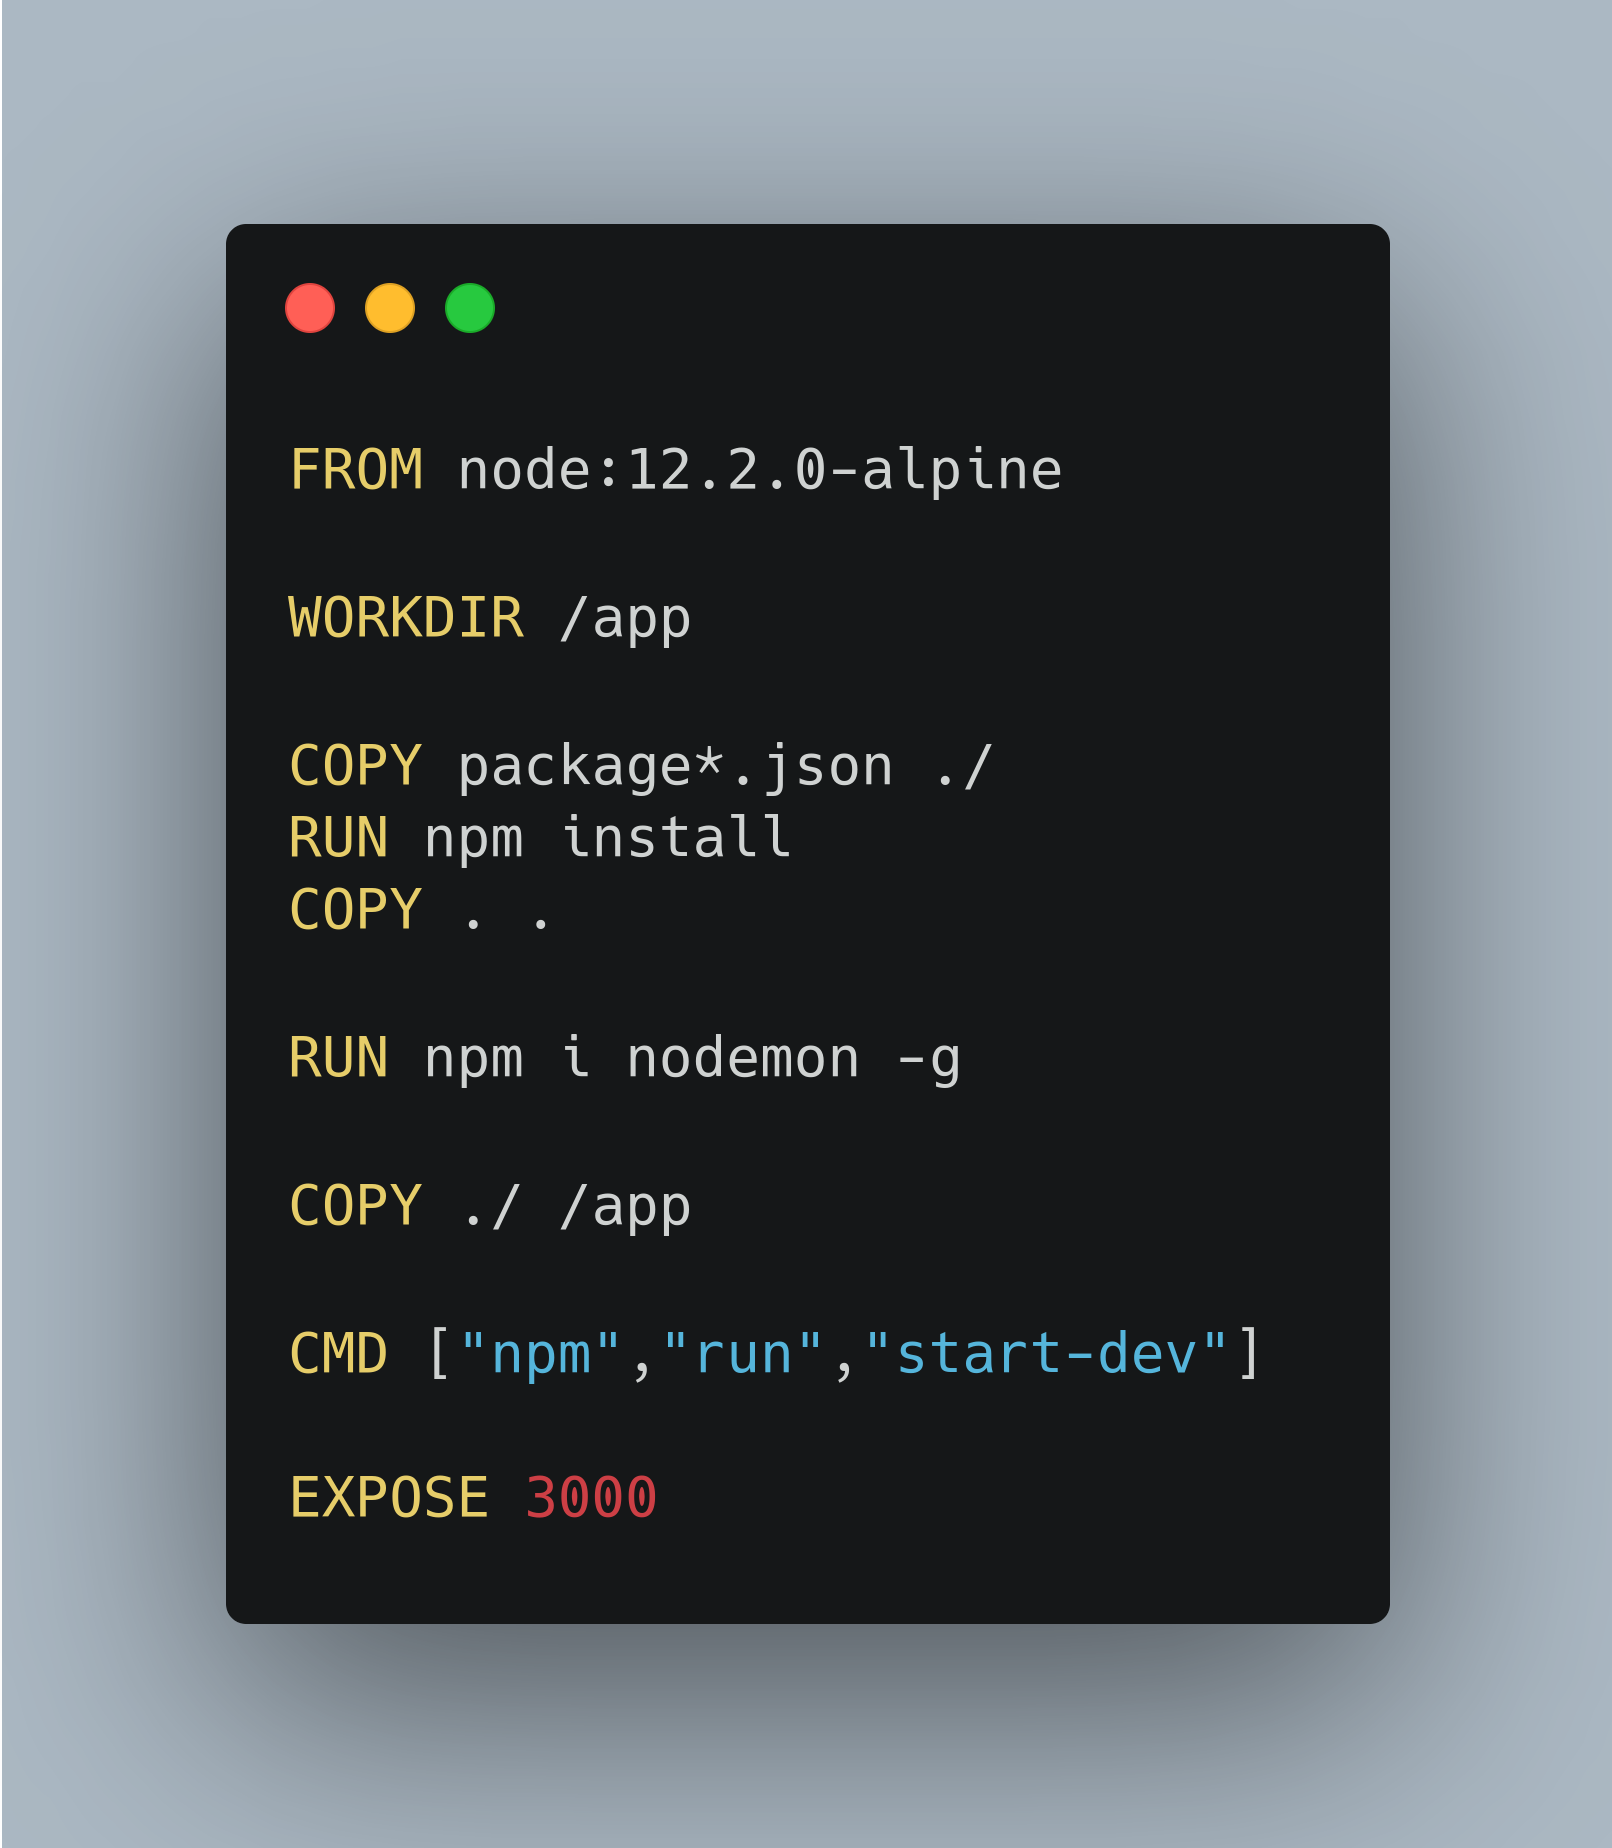 FROM node:12.2.0-alpine
WORKDIR /app
COPY package*.json ./
RUN npm install
COPY . .
RUN npm i nodemon -g
COPY ./ /app
CMD ["npm","run","start-dev"]
EXPOSE 3000